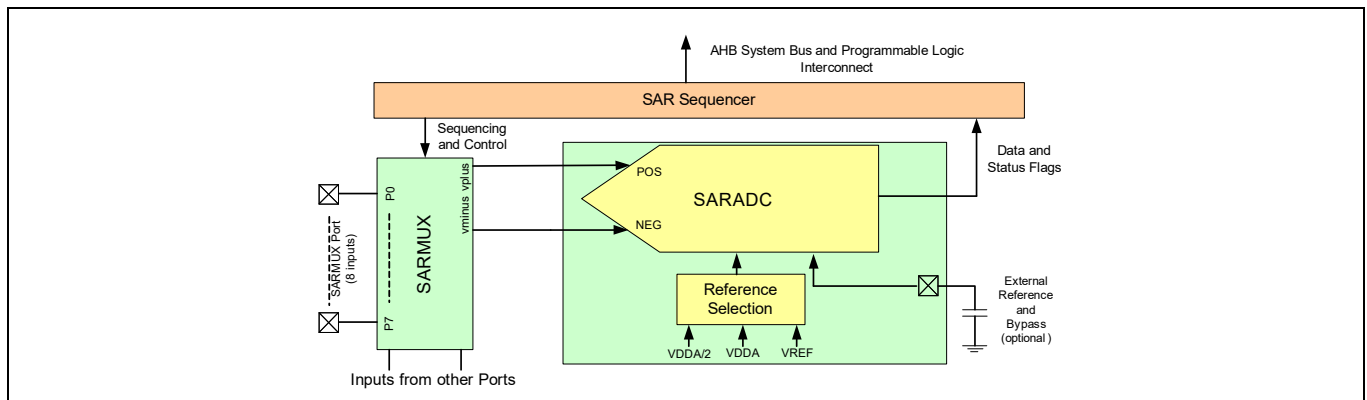 AHB System Bus and Programmable Logic
Interconnect
SAR Sequencer
Sequencing
and Control
Data and
Status Flags
vminus vplus
POS
SARADC
NEG
P0
SARMUX Port
(8 inputs)
SARMUX
P7
Reference
Selection
External
Reference
and
Bypass
(optional)
VDDA/2
VDDA
VREF
Inputs from other Ports